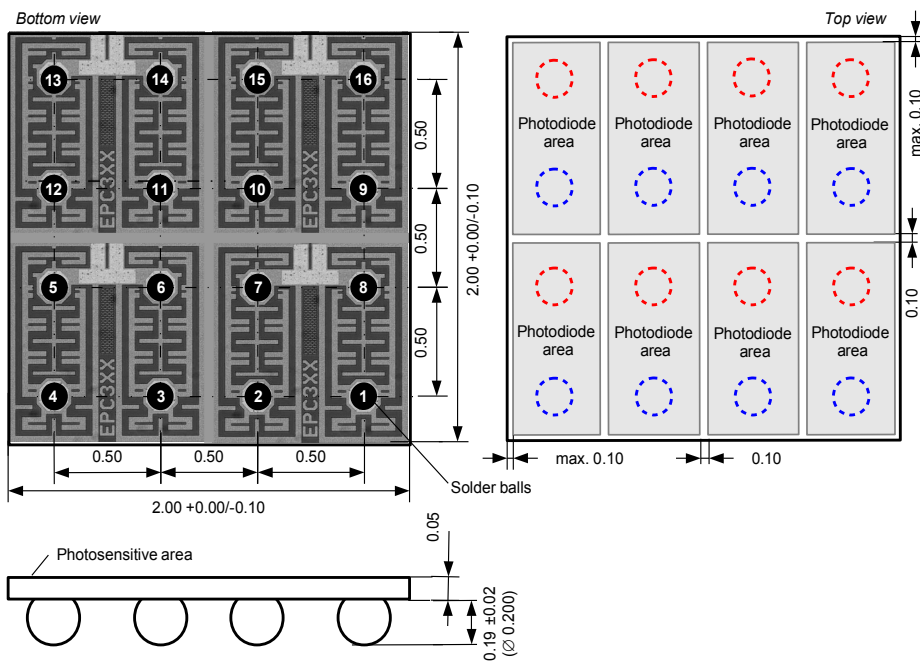 Bottom view
Top view
13
14
15
16
12
11
10
9
EPC3XX
EPC3XX
5
6
7
8
4
3
2
1
EPC3XX
EPC3XX
0.50
0.50
0.50
2.00 +0.00/-0.10
0.50
0.50
0.50
2.00 +0.00/-0.10
Solder balls
Photodiode
area
Photodiode
area
Photodiode
area
Photodiode
area
Photodiode
area
Photodiode
area
Photodiode
area
Photodiode
area
max. 0.10
0.10
max. 0.10
0.10
Photosensitive area
0.05
0.19 ±0.02
(Ø 0.200)